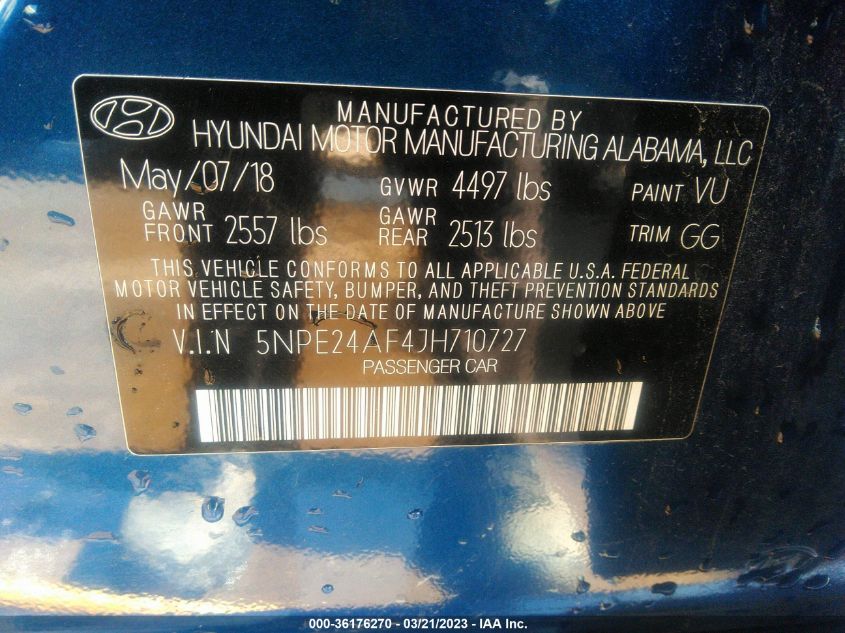 MANUFACTURED BY
HYUNDAI MOTOR MANUFACTURING ALABAMA, LLC
May/07/18 GVWR 4497 lbs PAINT VU
GAWR FRONT 2557 lbs GAWR REAR 2513 lbs TRIM GG
THIS VEHICLE CONFORMS TO ALL APPLICABLE U.S.A. FEDERAL
MOTOR VEHICLE SAFETY, BUMPER, AND THEFT PREVENTION STANDARDS
IN EFFECT ON THE DATE OF MANUFACTURE SHOWN ABOVE
V.I.N 5NPE24AF4JH710727
PASSENGER CAR
000-36176270 - 03/21/2023 - IAA Inc.